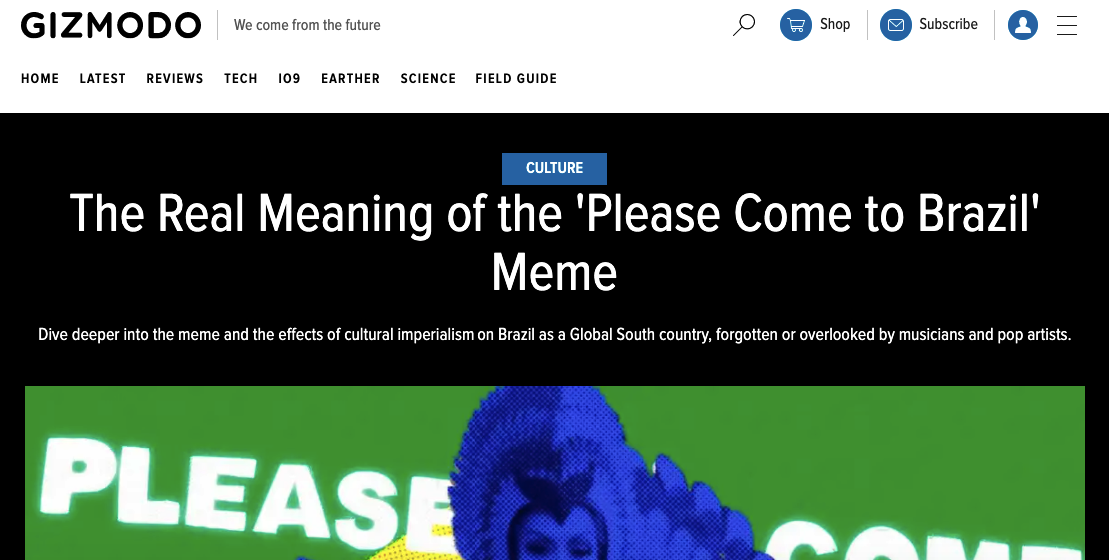 GIZMODO
We come from the future
Shop
Subscribe
HOME LATEST REVIEWS TECH IO9 EARTHER SCIENCE FIELD GUIDE
CULTURE
The Real Meaning of the 'Please Come to Brazil'
Meme
Dive deeper into the meme and the effects of cultural imperialism on Brazil as a Global South country, forgotten or overlooked by musicians and pop artists.
PLEASE
COME